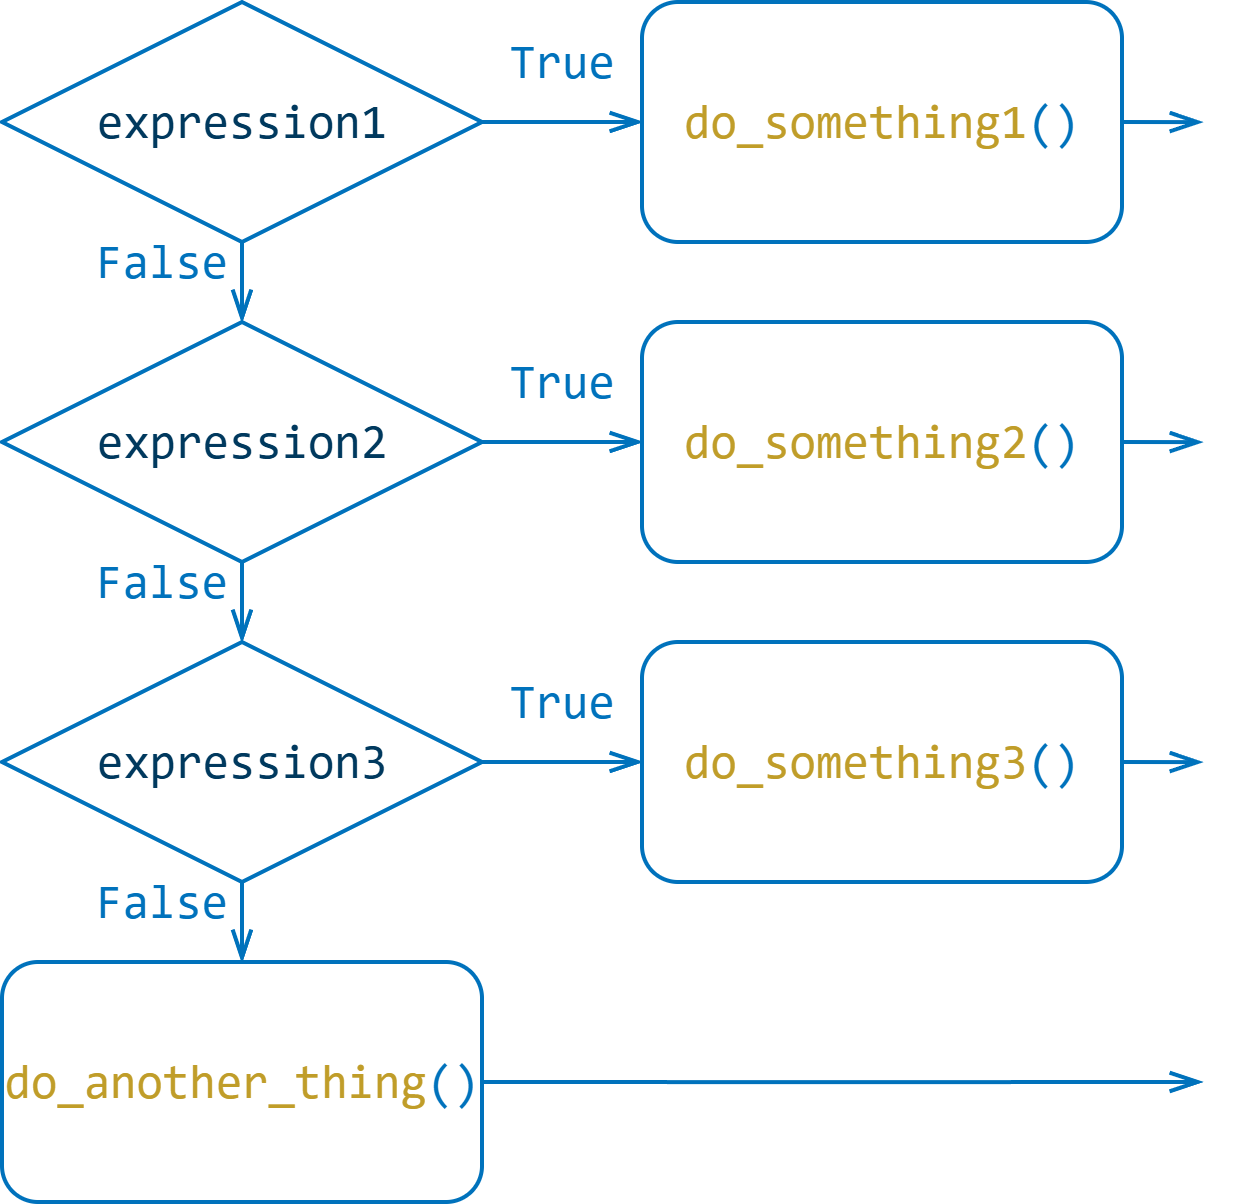 True
expression1
do_something1()
False
True
expression2
do_something2()
False
True
expression3
do_something3()
False
do_another_thing()